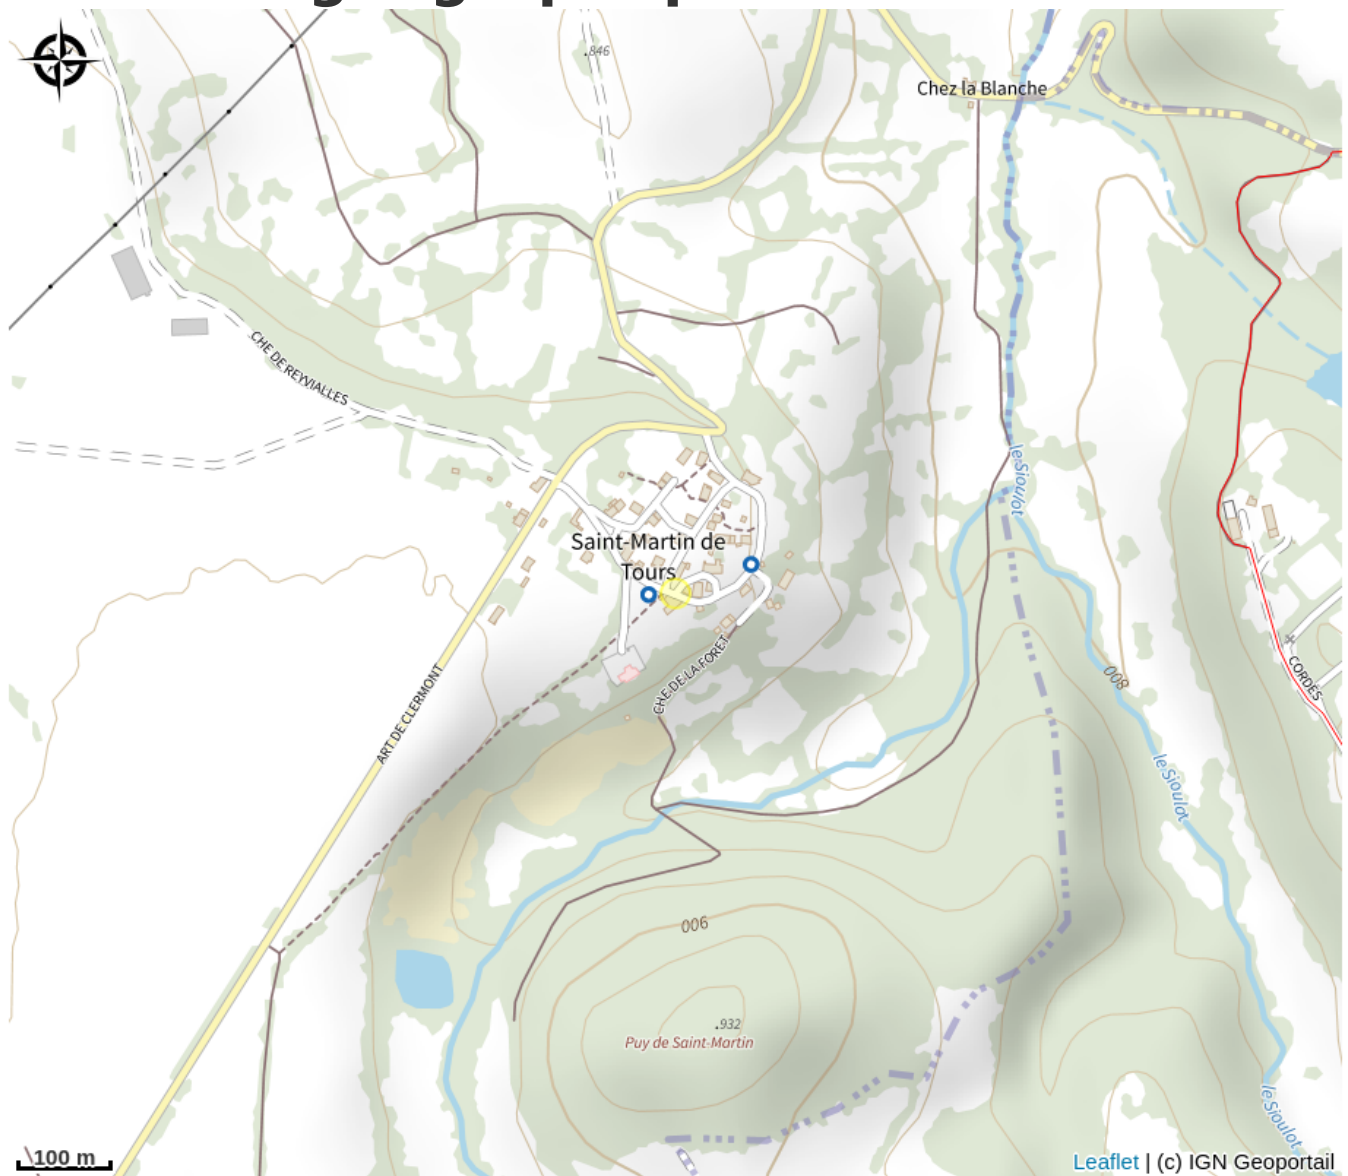 .846
Chez la Blanche
CHE DE REYVIALLES
le Sioulot
Saint-Martin de
Tours
CHE DE LA FORET
ART DE CLERMONT
800
CORDÈS
le Sioulot
900
.932
Puy de Saint-Martin
le Sioulot
100 m
Leaflet | (c) IGN Geoportail